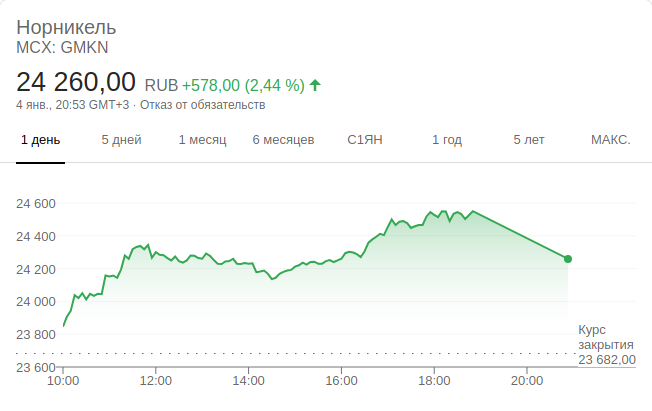 Норникель
MCX: GMKN
24 260,00 RUB +578,00 (2,44 %)
4 янв., 20:53 GMT+3 · Отказ от обязательств
1 день 5 дней 1 месяц 6 месяцев С1ЯН 1 год 5 лет МАКС.
24 600
24 400
24 200
24 000
23 800
23 600
Курс
закрытия
23 682,00
10:00 12:00 14:00 16:00 18:00 20:00